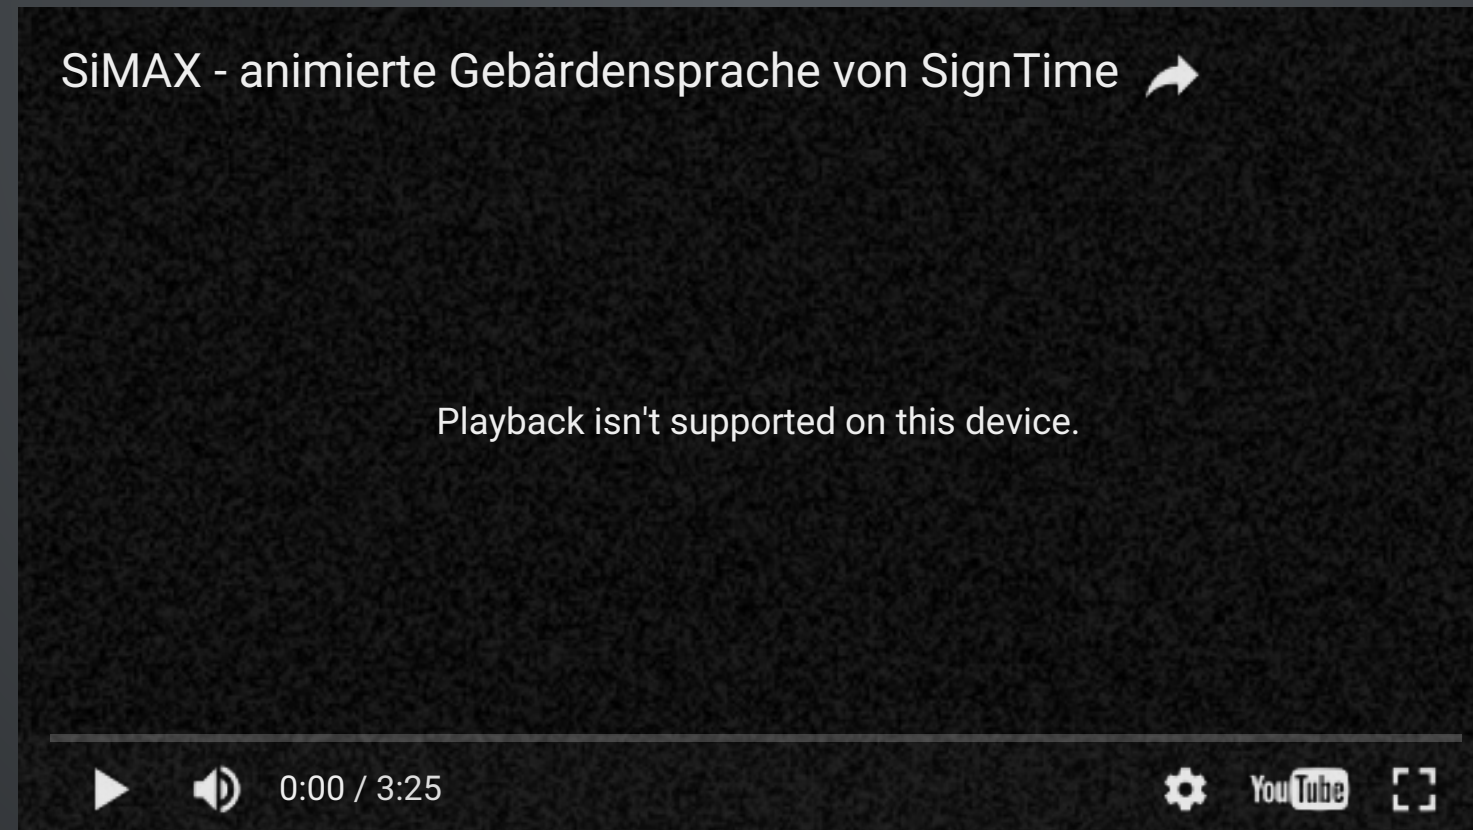 SiMAX - animierte Gebärdensprache von SignTime
Playback isn't supported on this device.
0:00 / 3:25
YouTube